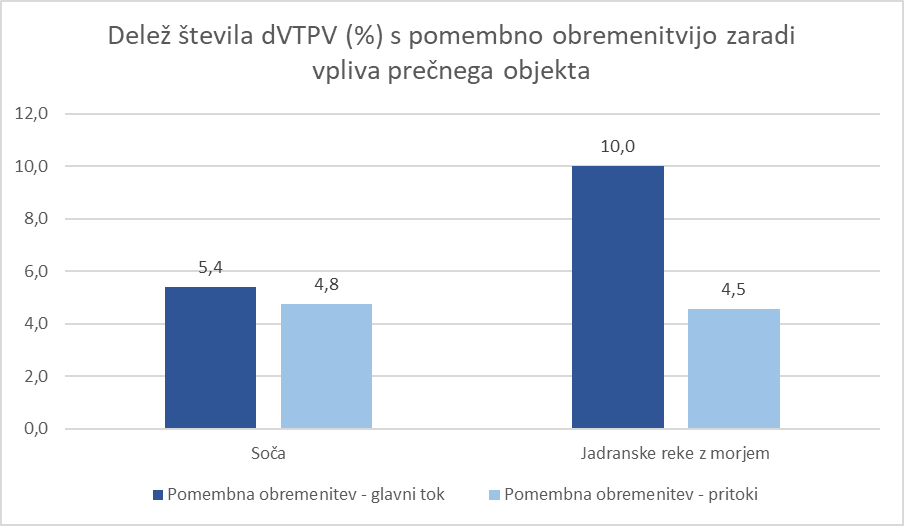 Delež števila dVTPV (%) s pomembno obremenitvijo zaradi
vpliva prečnega objekta
12,0
10,0
8,0
6,0
4,0
2,0
0,0
5,4
4,8
10,0
4,5
Soča
Jadranske reke z morjem
Pomembna obremenitev - glavni tok
Pomembna obremenitev - pritoki